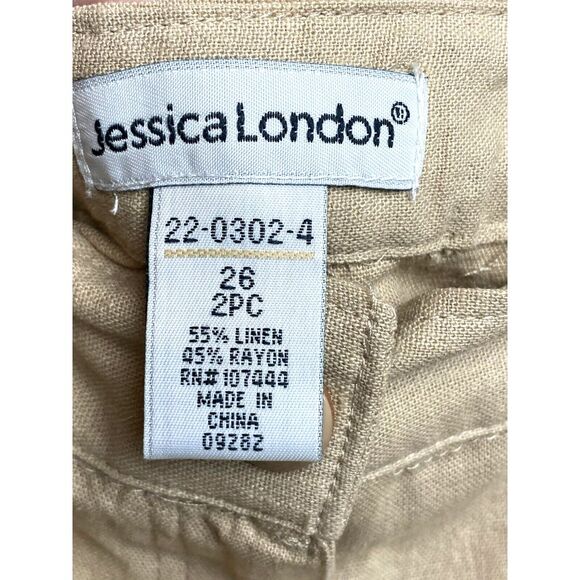 Jessica London®
22-0302-4
26
2PC
55% LINEN
45% RAYON
RN# 107444
MADE IN
CHINA
09282